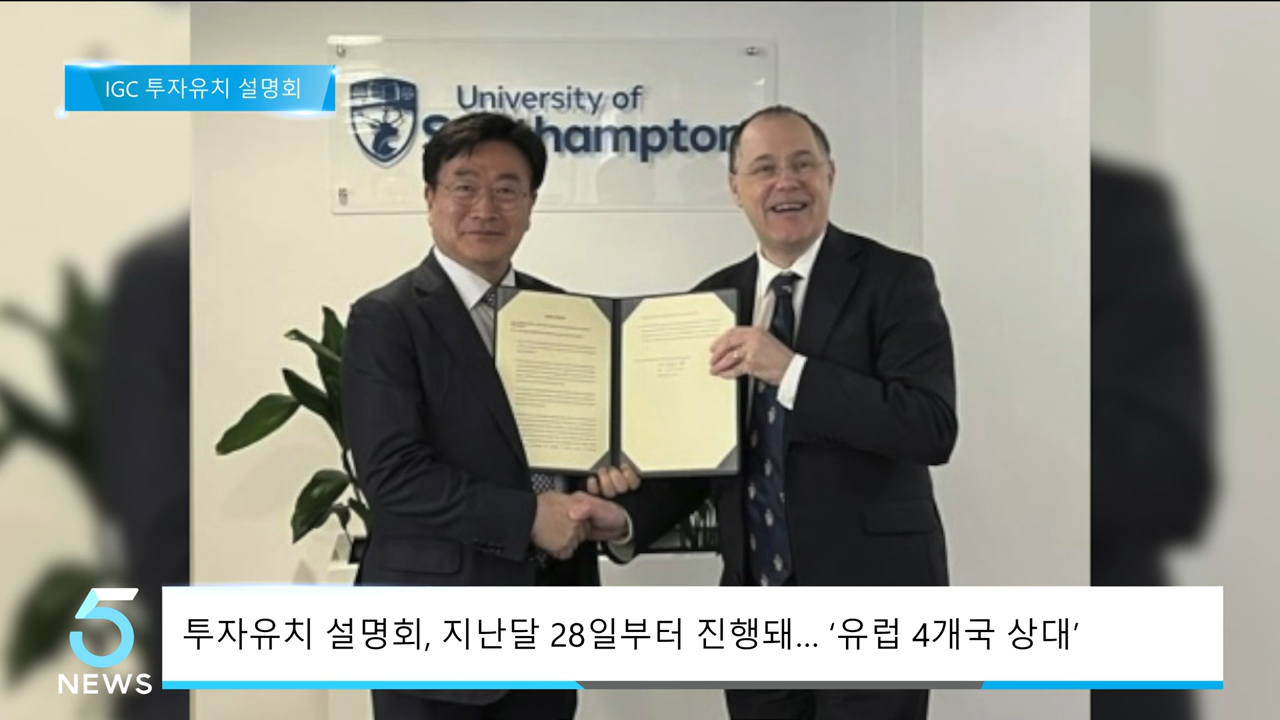 IGC 투자유치 설명회
University of
Southampton
투자유치 설명회, 지난달 28일부터 진행돼... ‘유럽 4개국 상대’
5
NEWS